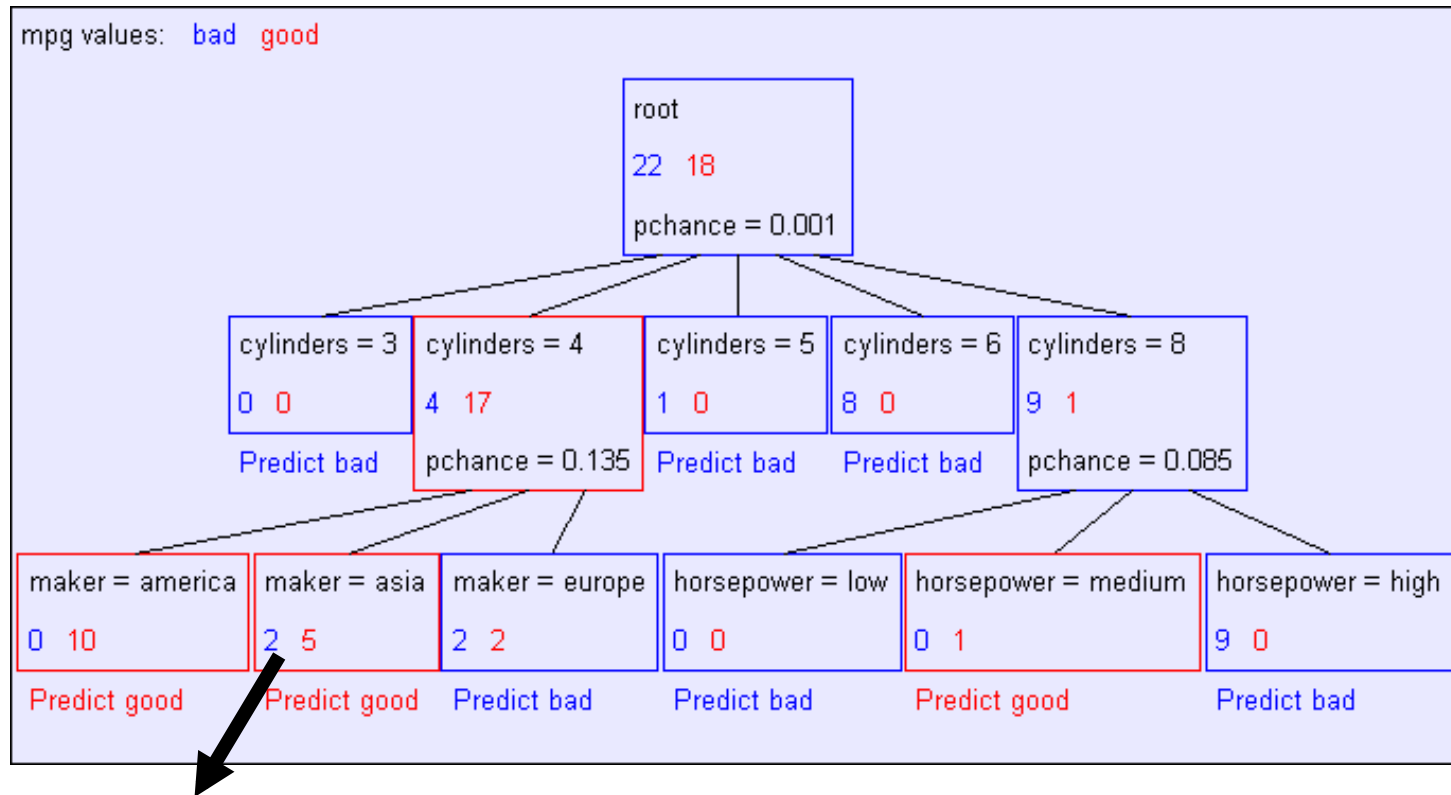 mpg values: bad good
root
22 18
pchance = 0.001
cylinders = 3
0 0
Predict bad
cylinders = 4
4 17
pchance = 0.135
cylinders = 5
1 0
Predict bad
cylinders = 6
8 0
Predict bad
cylinders = 8
9 1
pchance = 0.085
maker = america
0 10
Predict good
maker = asia
2 5
Predict good
maker = europe
2 2
Predict bad
horsepower = low
0 0
Predict bad
horsepower = medium
0 1
Predict good
horsepower = high
9 0
Predict bad